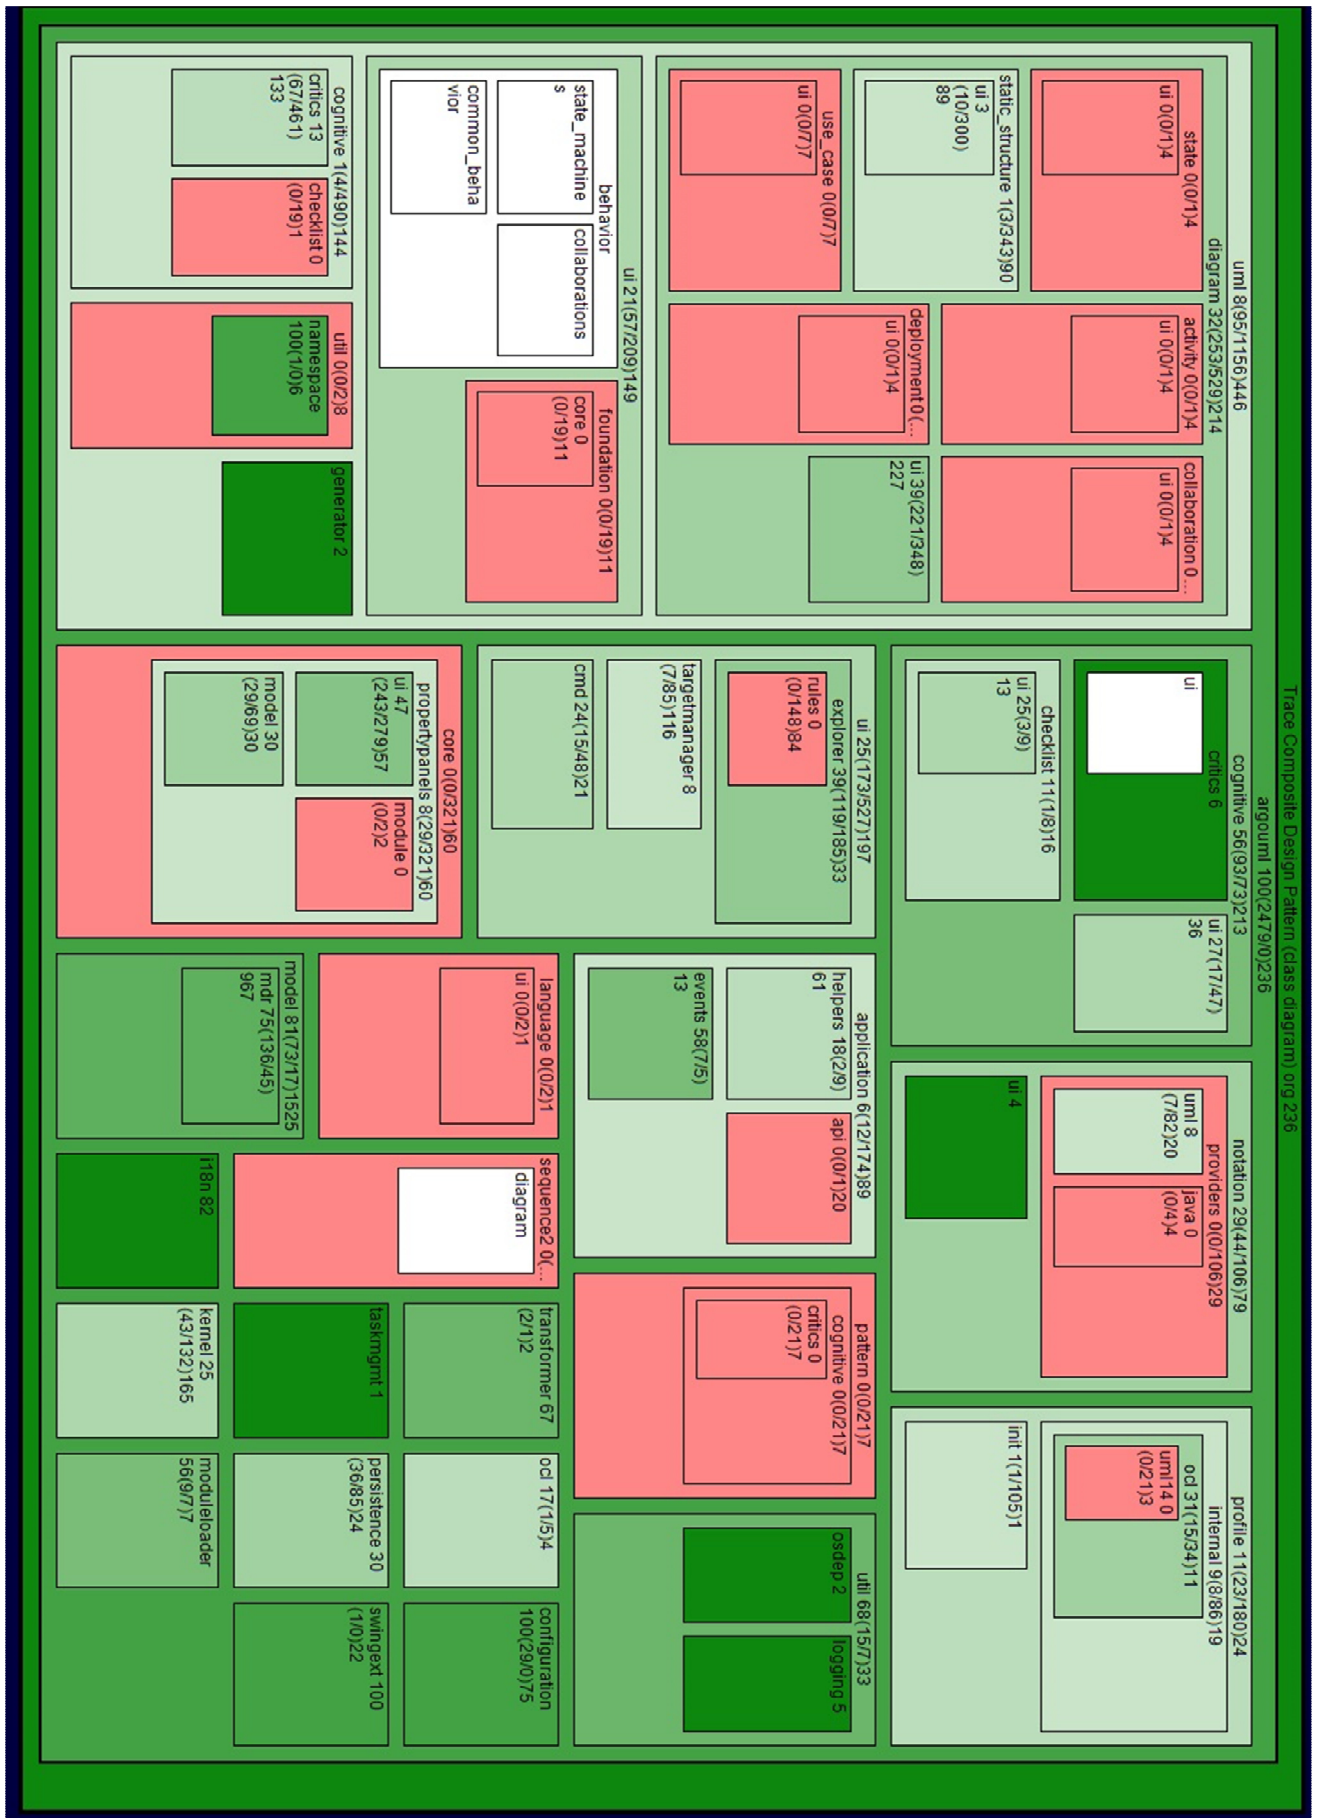 Trace Composite Design Pattern (class diagram) org 236
argouml 100(2479/0)236
uml 8(95/1156)446
diagram 32(253/529)214
state 0(0/1)4
ui 0(0/1)4
activity 0(0/1)4
ui 0(0/1)4
collaboration 0...
ui 0(0/1)4
static_structure 1(3/343)90
ui 3
(10/300)
89
use_case 0(0/7)7
ui 0(0/7)7
deployment 0(...
ui 0(0/1)4
ui 39(221/348)
227
ui 21(57/209)149
behavior
state_machine
s
collaborations
common_beha
vior
foundation 0(0/19)11
core 0
(0/19)11
cognitive 1(4/490)144
critics 13
(67/461)
133
checklist 0
(0/19)1
util 0(0/2)8
namespace
100(1/0)6
generator 2
cognitive 56(93/73)213
critics 6
ui
ui 27(17/47)
36
checklist 11(1/8)16
ui 25(3/9)
13
notation 29(44/106)79
providers 0(0/106)29
uml 8
(7/82)20
java 0
(0/4)4
ui 4
profile 11(23/180)24
internal 9(8/86)19
ocl 31(15/34)11
uml14 0
(0/21)3
init 1(1/105)1
ui 25(173/527)197
explorer 39(119/185)33
rules 0
(0/148)84
targetmanager 8
(7/85)116
cmd 24(15/48)21
application 6(12/174)89
helpers 18(2/9)
61
api 0(0/1)20
events 58(7/5)
13
pattern 0(0/21)7
cognitive 0(0/21)7
critics 0
(0/21)7
util 68(15/7)33
osdep 2
logging 5
core 0(0/321)60
propertypanels 8(29/321)60
ui 47
(243/279)57
module 0
(0/2)2
model 30
(29/69)30
language 0(0/2)1
ui 0(0/2)1
sequence2 0(...
diagram
transformer 67
(2/1)2
ocl 17(1/5)4
configuration
100(29/0)75
model 81(73/17)1525
mdr 75(136/45)
967
i18n 82
taskmgmt 1
persistence 30
(36/85)24
swingext 100
(1/0)22
kernel 25
(43/132)165
moduleloader
56(9/7)7